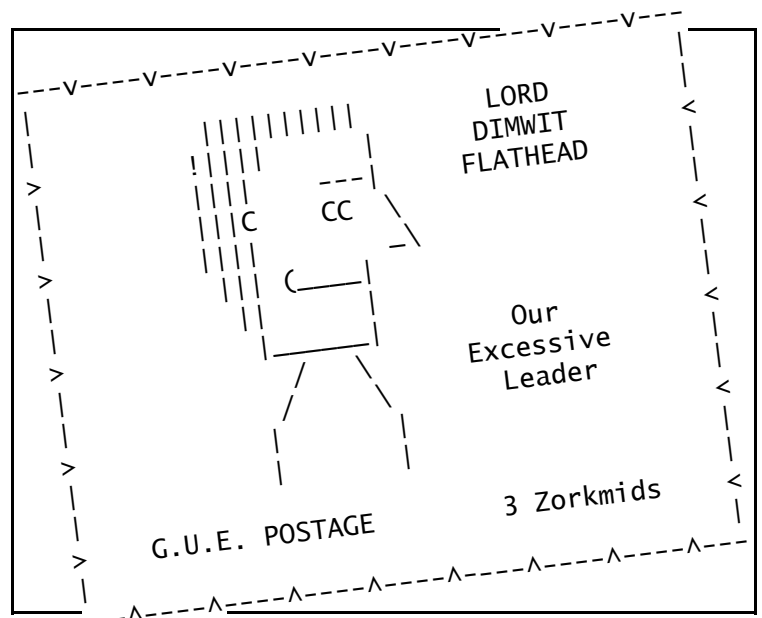 LORD
DIMWIT
FLATHEAD
Our
Excessive
Leader
3 Zorkmids
G.U.E. POSTAGE